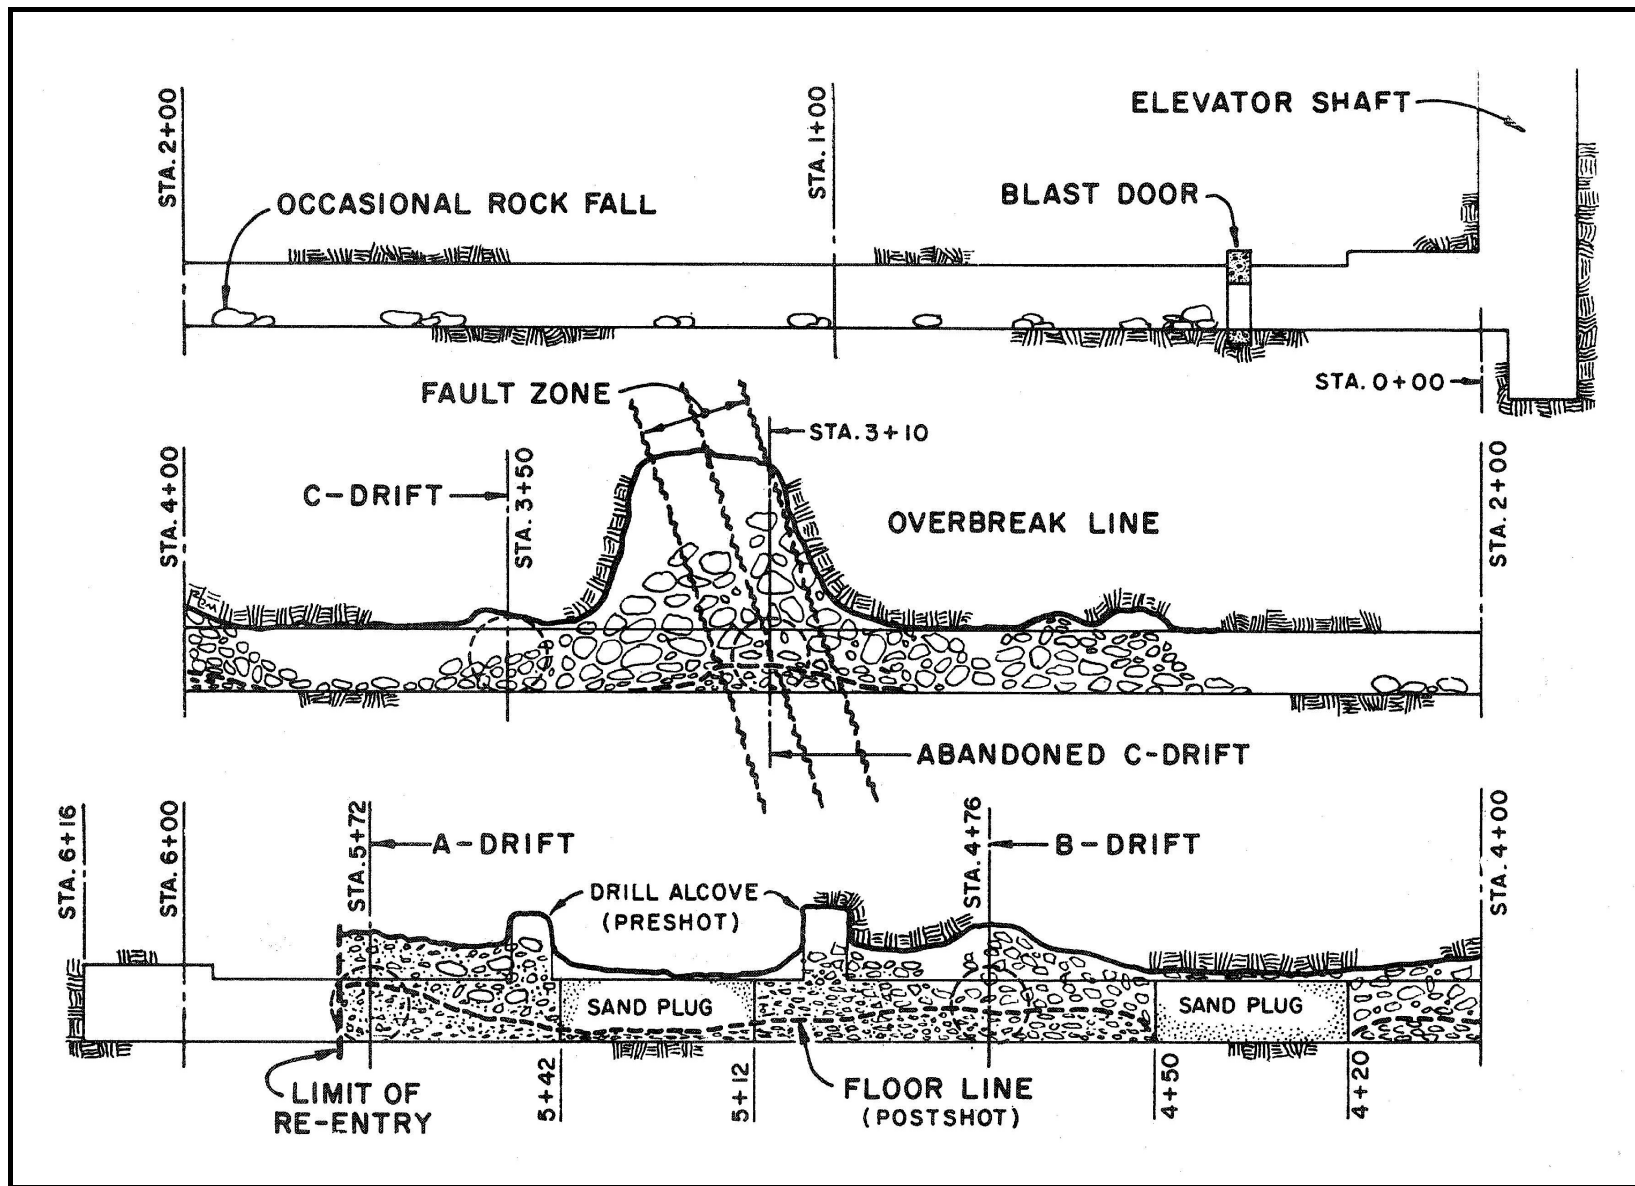 STA. 2+00
STA. 1+00
ELEVATOR SHAFT
OCCASIONAL ROCK FALL
BLAST DOOR
STA. 0+00
FAULT ZONE
STA. 3+10
STA. 4+00
C-DRIFT
STA. 3+50
OVERBREAK LINE
STA. 2+00
ABANDONED C-DRIFT
STA. 6+16
STA. 6+00
STA. 5+72
A-DRIFT
STA. 4+76
B-DRIFT
STA. 4+00
DRILL ALCOVE
(PRESHOT)
SAND PLUG
SAND PLUG
LIMIT OF
RE-ENTRY
5+42
5+12
FLOOR LINE
(POSTSHOT)
4+50
4+20